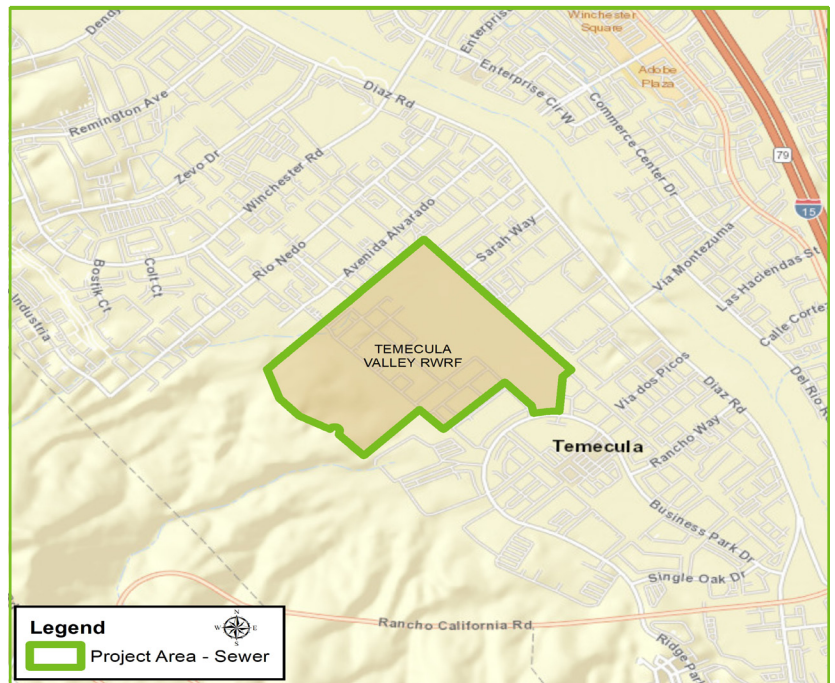 Winchester
Square
Dendy
Enterprise
Adobe
Plaza
Enterprise Cir W
Diaz Rd
Commerce Center Dr
Remington Ave
79
Zevo Dr
Winchester Rd
15
Avenida Alvarado
Sarah Way
Rio Nedo
Via Montezuma
Las Haciendas St
Bostik Ct
Colt Ct
Industria
Calle Cortez
TEMECULA
VALLEY RWRF
Via dos Picos
Diaz Rd
Del Rio R
Temecula
Rancho Way
Business Park Dr
Single Oak Dr
Rancho California Rd
Ridge Park
Legend
N
W E
S
Project Area - Sewer